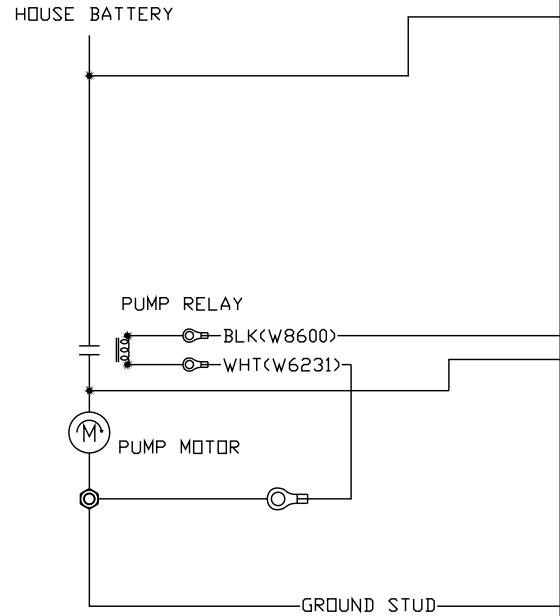 HOUSE BATTERY
PUMP RELAY
BLK(W8600)
WHT(W6231)
M
PUMP MOTOR
GROUND STUD